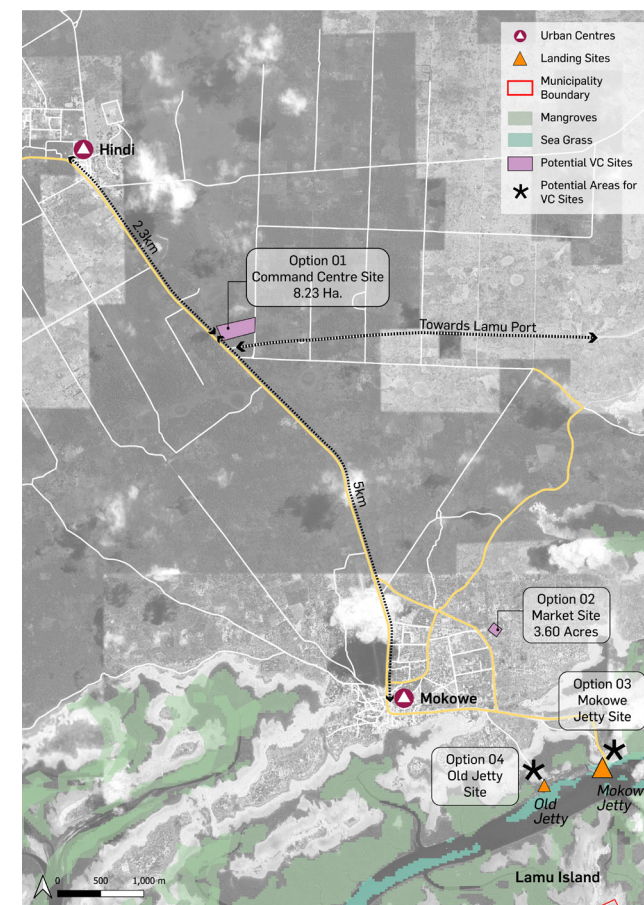 Urban Centres
Landing Sites
Municipality
Boundary
Mangroves
Sea Grass
Potential VC Sites
Potential Areas for
VC Sites
Hindi
2.3km
Option 01
Command Centre Site
8.23 Ha.
Towards Lamu Port
5km
Option 02
Market Site
3.60 Acres
Option 03
Mokowe
Jetty Site
Mokowe
Option 04
Old Jetty
Site
Old
Jetty
Mokow
Jetty
Lamu Island
0 500 1,000 m